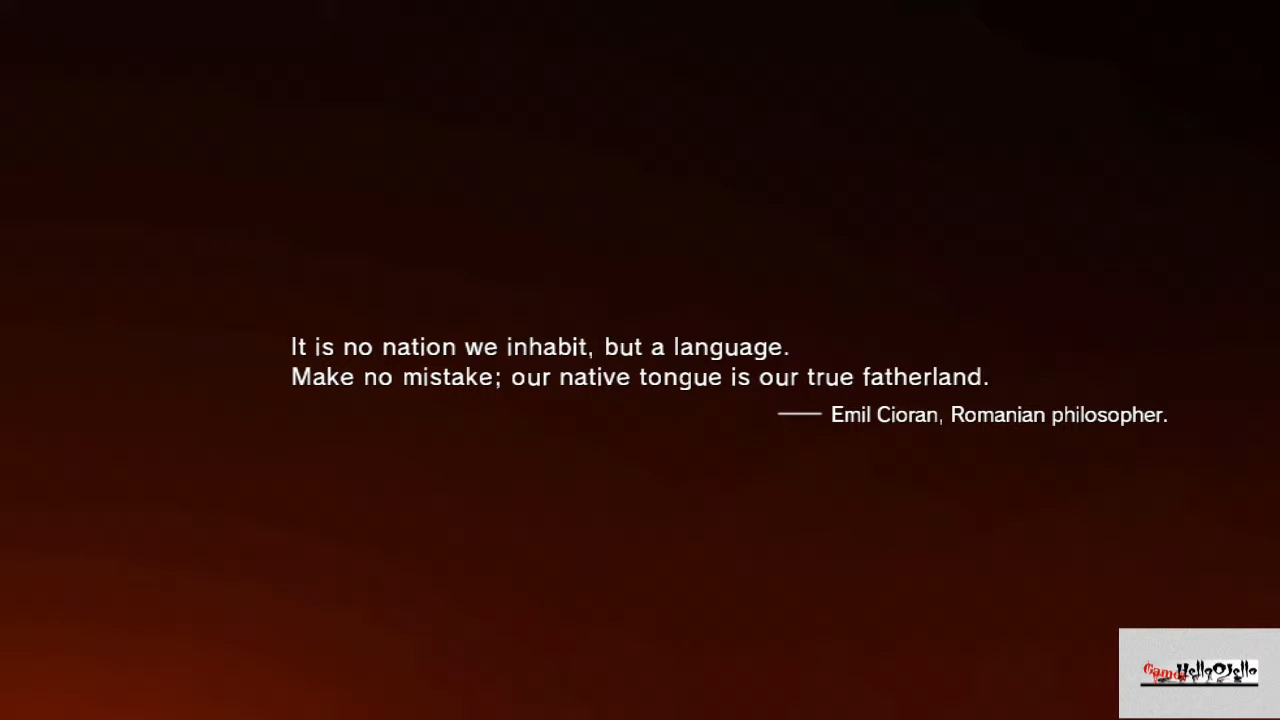 It is no nation we inhabit, but a language.
Make no mistake; our native tongue is our true fatherland.
—— Emil Cioran, Romanian philosopher.